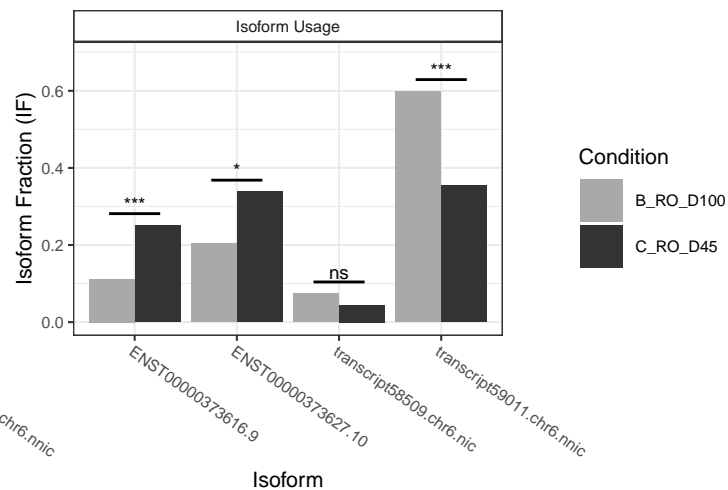 Isoform Usage
Isoform Fraction (IF)
0.6
0.4
0.2
0.0
***
*
ns
***
ENST00000373616.9
ENST00000373627.10
transcript58509.chr6.nic
transcript59011.chr6.nnic
chr6.nnic
Isoform
Condition
B_RO_D100
C_RO_D45